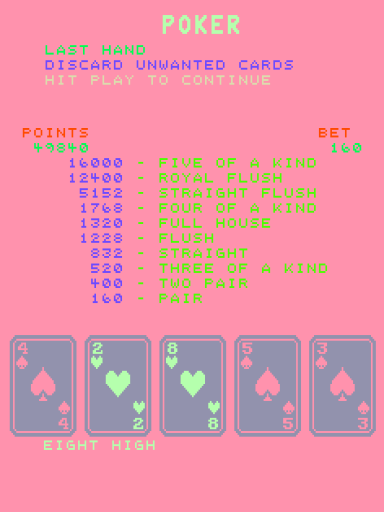 POKER
LAST HAND
DISCARD UNWANTED CARDS
HIT PLAY TO CONTINUE
POINTS BET
49840 160
16000 - FIVE OF A KIND
12400 - ROYAL FLUSH
5152 - STRAIGHT FLUSH
1768 - FOUR OF A KIND
1320 - FULL HOUSE
1228 - FLUSH
832 - STRAIGHT
520 - THREE OF A KIND
400 - TWO PAIR
160 - PAIR
4 2 8 5 3
4 2 8 5 3
EIGHT HIGH